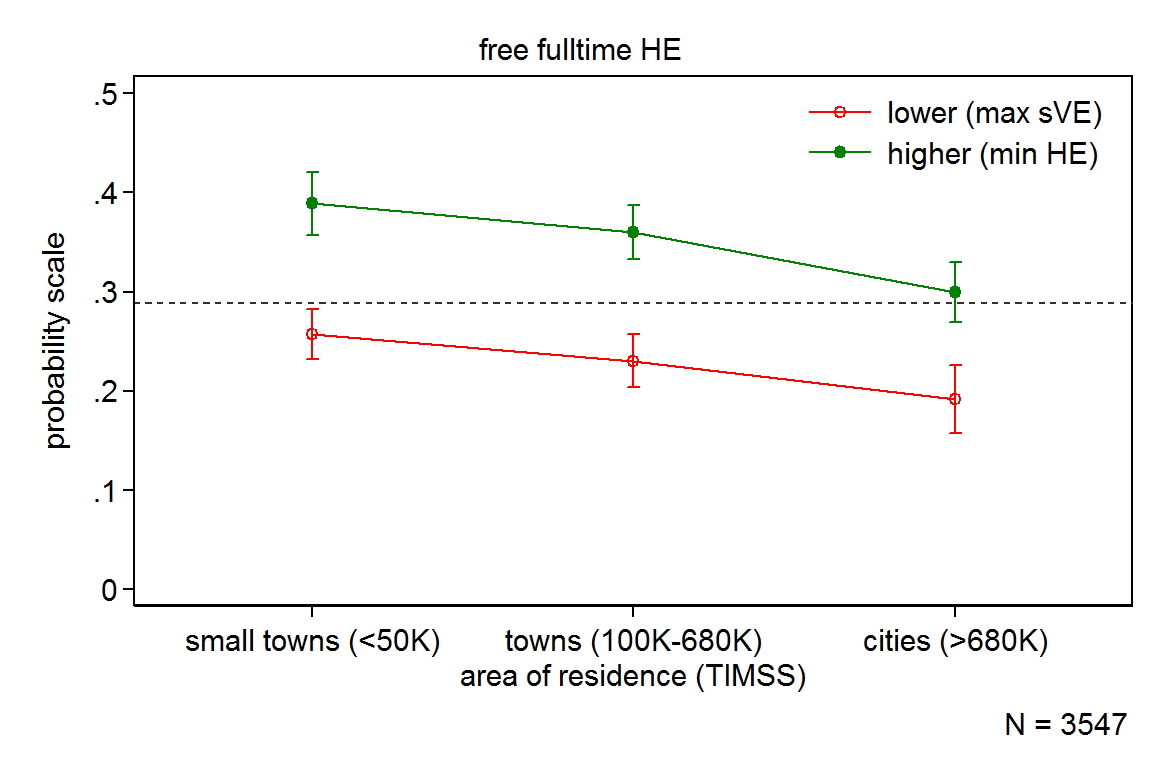 free fulltime HE
lower (max sVE)
higher (min HE)
probability scale
.5
.4
.3
.2
.1
0
small towns (<50K) towns (100K-680K) cities (>680K)
area of residence (TIMSS)
N = 3547